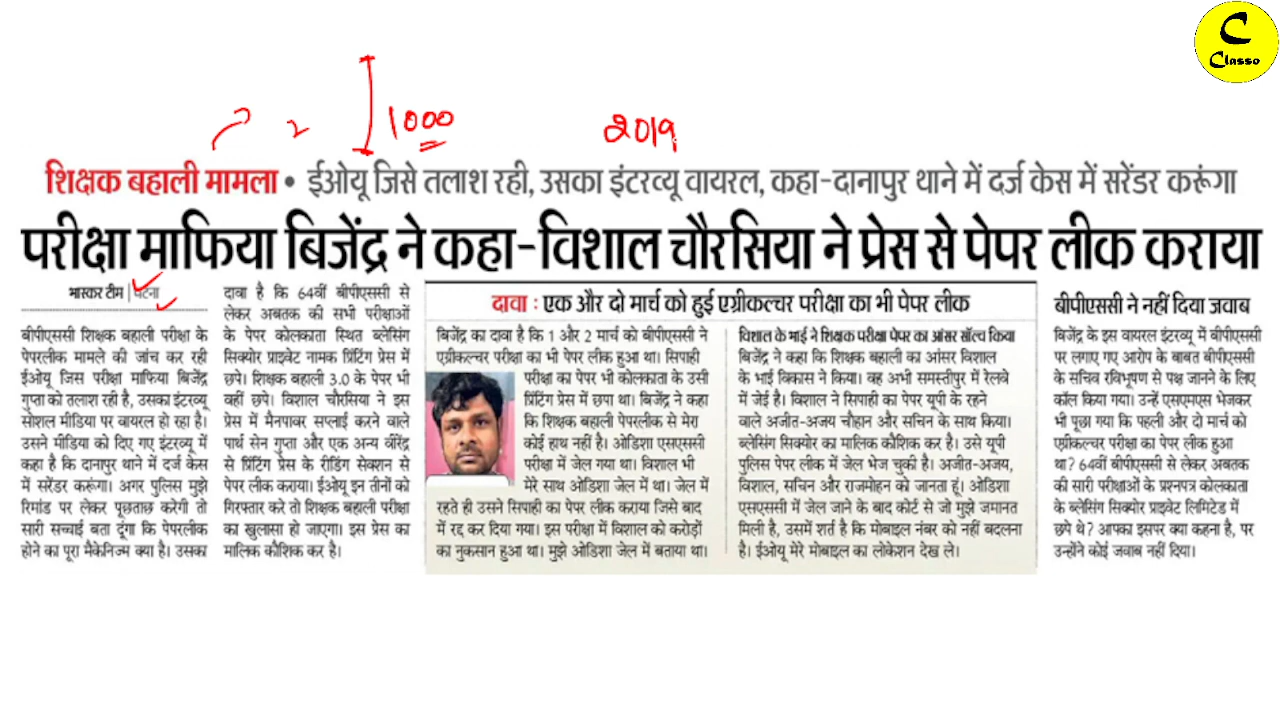 C
Classo
2
1000
2019
शिक्षक बहाली मामला • ईओयू जिसे तलाश रही, उसका इंटरव्यू वायरल, कहा-दानापुर थाने में दर्ज केस में सरेंडर करूंगा
परीक्षा माफिया बिजेंद्र ने कहा-विशाल चौरसिया ने प्रेस से पेपर लीक कराया
भास्कर टीम | पटना
बीपीएससी शिक्षक बहाली परीक्षा के
पेपरलीक मामले की जांच कर रही
ईओयू जिस परीक्षा माफिया बिजेंद्र
गुप्ता को तलाश रही है, उसका इंटरव्यू
सोशल मीडिया पर वायरल हो रहा है।
उसने मीडिया को दिए गए इंटरव्यू में
कहा है कि दानापुर थाने में दर्ज केस
में सरेंडर करूंगा। अगर पुलिस मुझे
रिमांड पर लेकर पूछताछ करेगी तो
सारी सच्चाई बता दूंगा कि पेपरलीक
होने का पूरा मैकेनिज्म क्या है। उसका
दावा है कि 64वीं बीपीएससी से
लेकर अबतक की सभी परीक्षाओं
के पेपर कोलकाता स्थित ब्लेसिंग
सिक्योर प्राइवेट नामक प्रिंटिंग प्रेस में
छपे। शिक्षक बहाली 3.0 के पेपर भी
वहीं छपे। विशाल चौरसिया ने इस
प्रेस में मैनपावर सप्लाई करने वाले
पार्थ सेन गुप्ता और एक अन्य वीरेंद्र
से प्रिंटिंग प्रेस के रीडिंग सेक्शन से
पेपर लीक कराया। ईओयू इन तीनों को
गिरफ्तार करे तो शिक्षक बहाली परीक्षा
का खुलासा हो जाएगा। इस प्रेस का
मालिक कौशिक कर है।
दावा : एक और दो मार्च को हुई एग्रीकल्चर परीक्षा का भी पेपर लीक
बिजेंद्र का दावा है कि 1 और 2 मार्च को बीपीएससी ने
एग्रीकल्चर परीक्षा का भी पेपर लीक हुआ था। सिपाही
परीक्षा का पेपर भी कोलकाता के उसी
प्रिंटिंग प्रेस में छपा था। बिजेंद्र ने कहा
कि शिक्षक बहाली पेपरलीक से मेरा
कोई हाथ नहीं है। ओडिशा एसएससी
परीक्षा में जेल गया था। विशाल भी
मेरे साथ ओडिशा जेल में था। जेल में
रहते ही उसने सिपाही का पेपर लीक कराया जिसे बाद
में रद्द कर दिया गया। इस परीक्षा में विशाल को करोड़ों
का नुकसान हुआ था। मुझे ओडिशा जेल में बताया था।
विशाल के भाई ने शिक्षक परीक्षा पेपर का आंसर सॉल्व किया
बिजेंद्र ने कहा कि शिक्षक बहाली का आंसर विशाल
के भाई विकास ने किया। वह अभी समस्तीपुर में रेलवे
में जेई है। विशाल ने सिपाही का पेपर यूपी के रहने
वाले अजीत-अजय चौहान और सचिन के साथ किया।
ब्लेसिंग सिक्योर का मालिक कौशिक कर है। उसे यूपी
पुलिस पेपर लीक में जेल भेज चुकी है। अजीत-अजय,
विशाल, सचिन और राजमोहन को जानता हूं। ओडिशा
एसएससी में जेल जाने के बाद कोर्ट से जो मुझे जमानत
मिली है, उसमें शर्त है कि मोबाइल नंबर को नहीं बदलना
है। ईओयू मेरे मोबाइल का लोकेशन देख ले।
बीपीएससी ने नहीं दिया जवाब
बिजेंद्र के इस वायरल इंटरव्यू में बीपीएससी
पर लगाए गए आरोप के बाबत बीपीएससी
के सचिव रविभूषण से पक्ष जानने के लिए
कॉल किया गया। उन्हें एसएमएस भेजकर
भी पूछा गया कि पहली और दो मार्च को
एग्रीकल्चर परीक्षा का पेपर लीक हुआ
था? 64वीं बीपीएससी से लेकर अबतक
की सारी परीक्षाओं के प्रश्नपत्र कोलकाता
के ब्लेसिंग सिक्योर प्राइवेट लिमिटेड में
छपे थे? आपका इसपर क्या कहना है, पर
उन्होंने कोई जवाब नहीं दिया।